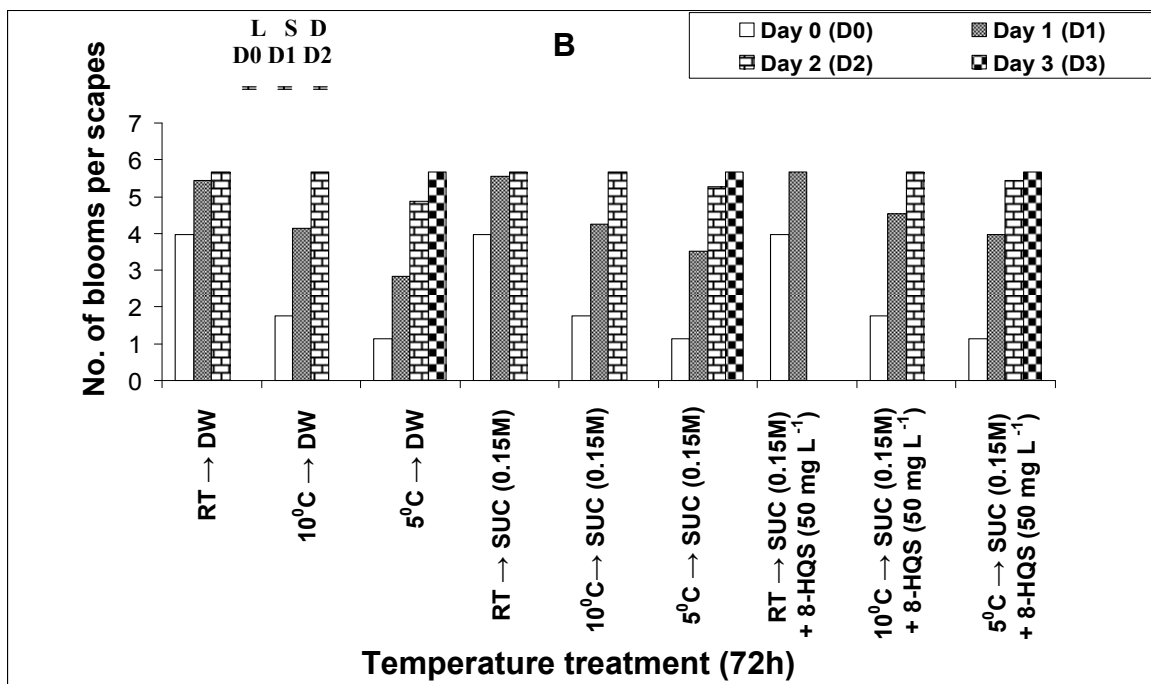 L S D
D0 D1 D2
B
Day 0 (D0)
Day 1 (D1)
Day 2 (D2)
Day 3 (D3)
No. of blooms per scapes
7
6
5
4
3
2
1
0
RT → DW
10⁰C → DW
5⁰C → DW
RT → SUC (0.15M)
10⁰C → SUC (0.15M)
5⁰C → SUC (0.15M)
RT → SUC (0.15M)
+ 8-HQS (50 mg L⁻¹)
10⁰C → SUC (0.15M)
+ 8-HQS (50 mg L⁻¹)
5⁰C → SUC (0.15M)
+ 8-HQS (50 mg L⁻¹)
Temperature treatment (72h)